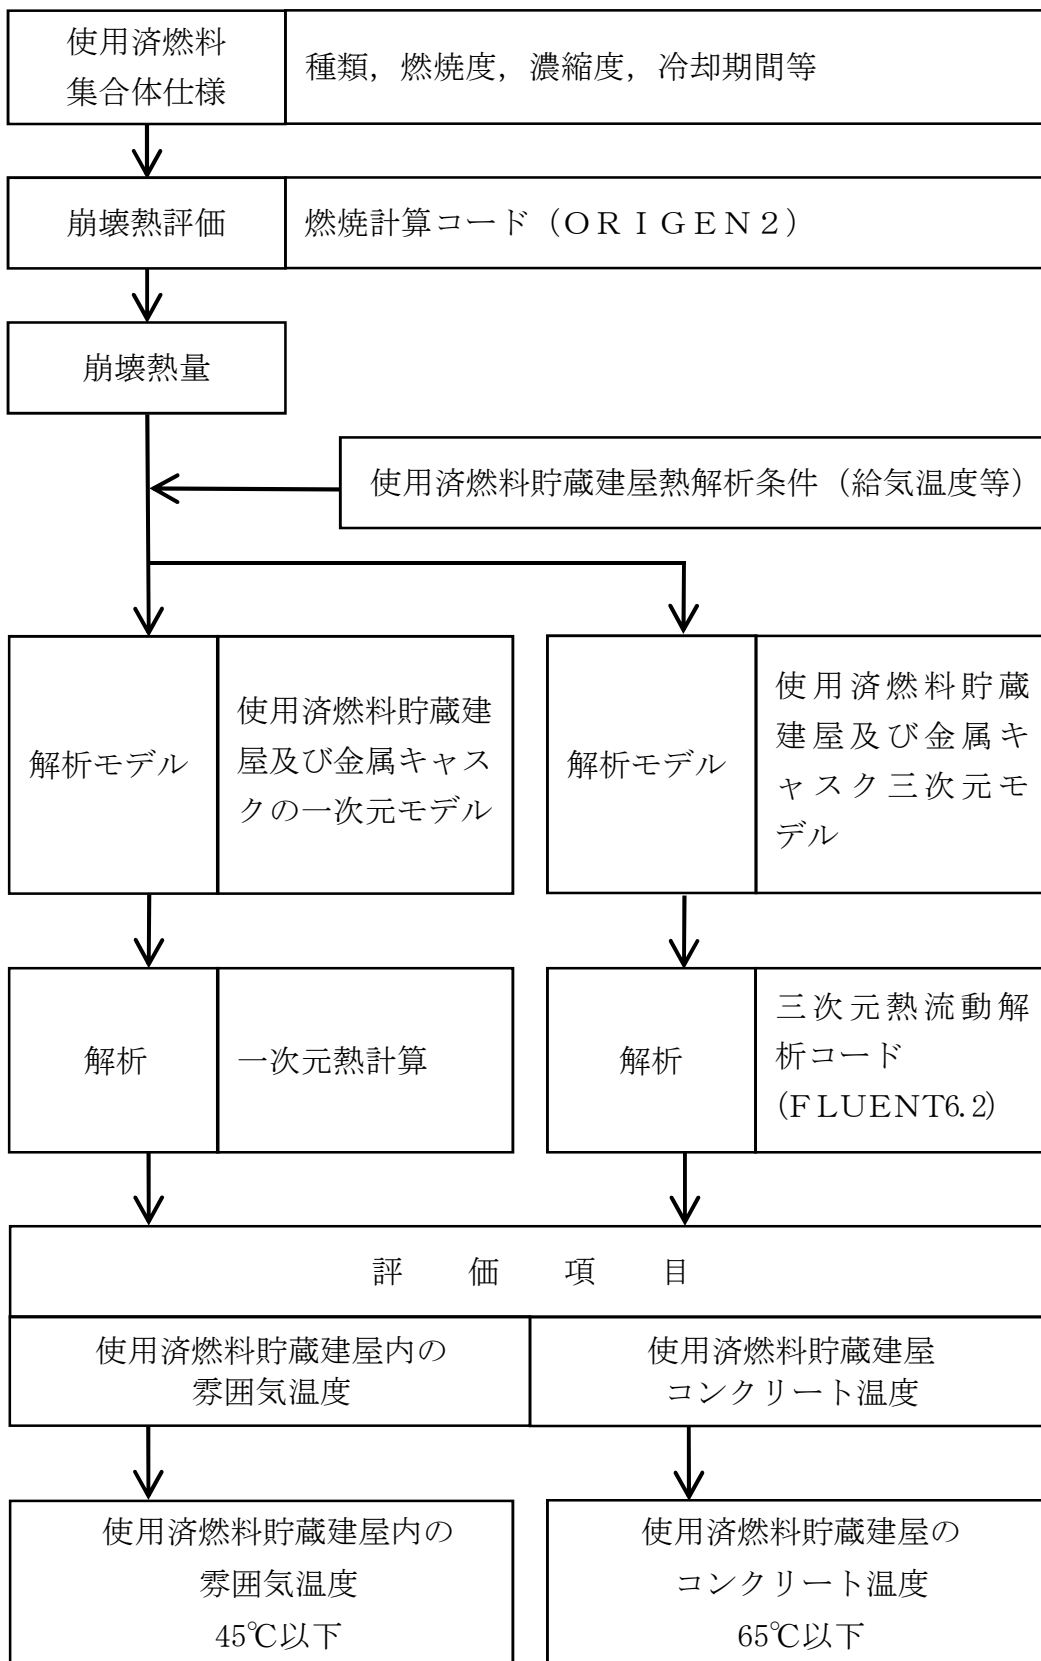 使用済燃料
集合体仕様
種類，燃焼度，濃縮度，冷却期間等
崩壊熱評価
燃焼計算コード（ＯＲＩＧＥＮ２）
崩壊熱量
使用済燃料貯蔵建屋熱解析条件（給気温度等）
解析モデル
使用済燃料貯蔵建
屋及び金属キャス
クの一次元モデル
解析モデル
使用済燃料貯蔵
建屋及び金属キ
ャスク三次元モ
デル
解析
一次元熱計算
解析
三次元熱流動解
析コード
(ＦＬＵＥＮＴ6.2)
評　価　項　目
使用済燃料貯蔵建屋内の
雰囲気温度
使用済燃料貯蔵建屋
コンクリート温度
使用済燃料貯蔵建屋内の
雰囲気温度
45℃以下
使用済燃料貯蔵建屋の
コンクリート温度
65℃以下